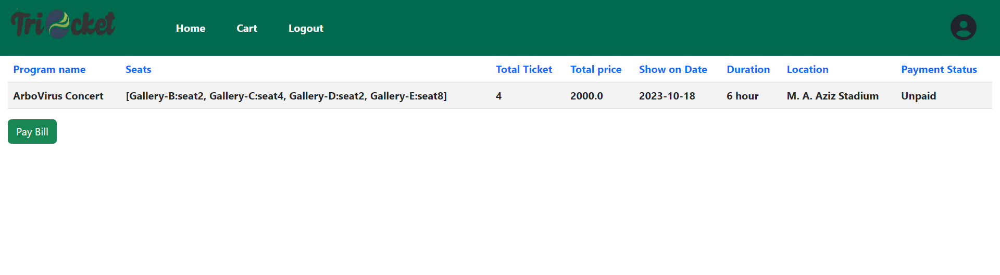 Tricket
Home Cart Logout
Program name Seats Total Ticket Total price Show on Date Duration Location Payment Status
ArboVirus Concert [Gallery-B:seat2, Gallery-C:seat4, Gallery-D:seat2, Gallery-E:seat8] 4 2000.0 2023-10-18 6 hour M. A. Aziz Stadium Unpaid
Pay Bill